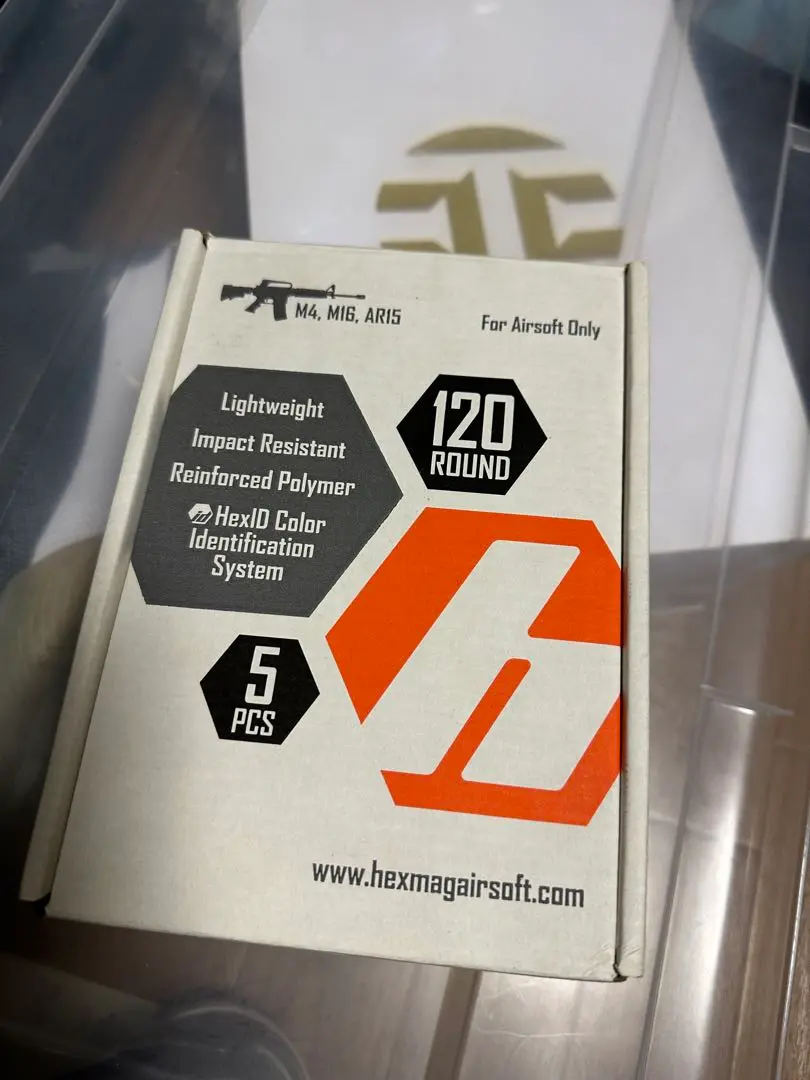 M4, M16, AR15
For Airsoft Only
Lightweight
Impact Resistant
Reinforced Polymer
HexID Color
Identification
System
120
ROUND
5
PCS
www.hexmagairsoft.com